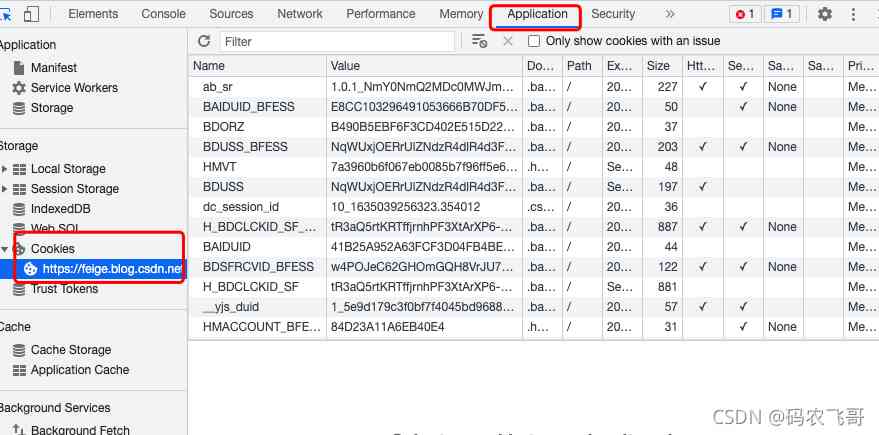 Elements Console Sources Network Performance Memory Application Security » 1 1
Application
Manifest
Service Workers
Storage
Storage
Local Storage
Session Storage
IndexedDB
Web SQL
Cookies
https://feige.blog.csdn.net
Trust Tokens
Cache
Cache Storage
Application Cache
Background Services
Background Fetch
Filter Only show cookies with an issue
Name Value Do… Path Ex… Size Htt… Se… Sa… Sa… Pri…
ab_sr 1.0.1_NmY0NmQ2MDc0MWJm… .ba… / 20… 227 ✓ ✓ None Me…
BAIDUID_BFESS E8CC103296491053666B70DF5… .ba… / 20… 50 ✓ None Me…
BDORZ B490B5EBF6F3CD402E515D22… .ba… / 20… 37 Me…
BDUSS_BFESS NqWUxjOERrUlZNdzR4dlR4d3F… .ba… / 20… 203 ✓ ✓ None Me…
HMVT 7a3960b6f067eb0085b7f96ff5e6… .h… / Se… 48 Me…
BDUSS NqWUxjOERrUlZNdzR4dlR4d3F… .ba… / 20… 197 ✓ Me…
dc_session_id 10_1635039256323.354012 .cs… / 20… 36 Me…
H_BDCLCKID_SF_… tR3aQ5rtKRTffjrnhPF3XtArXP6-… .ba… / 20… 887 ✓ ✓ None Me…
BAIDUID 41B25A952A63FCF3D04FB4BE… .ba… / 20… 44 Me…
BDSFRCVID_BFESS w4POJeC62GHOmGQH8VrJU7… .ba… / 20… 122 ✓ ✓ None Me…
H_BDCLCKID_SF tR3aQ5rtKRTffjrnhPF3XtArXP6-… .ba… / Se… 881 Me…
__yjs_duid 1_5e9d179c3f0bf7f4045bd9688… .ba… / 20… 57 ✓ ✓ Me…
HMACCOUNT_BFE… 84D23A11A6EB40E4 .h… / 20… 31 ✓ None Me…
CSDN @码农飞哥